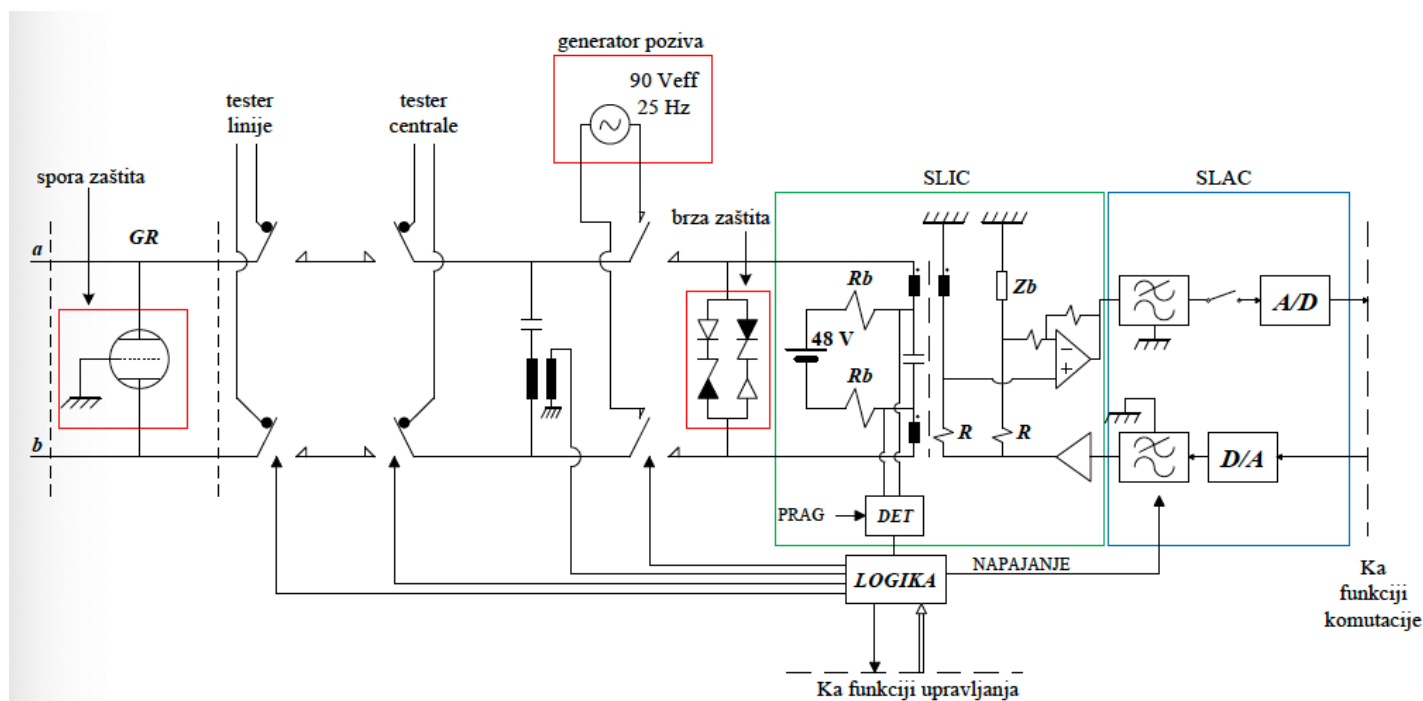 generator poziva
90 Veff
25 Hz
tester
linije
tester
centrale
spora zaštita
GR
brza zaštita
SLIC
SLAC
a
Rb
Zb
A/D
48 V
Rb
b
R
R
D/A
PRAG
DET
LOGIKA
NAPAJANJE
Ka
funkciji
komutacije
Ka funkciji upravljanja